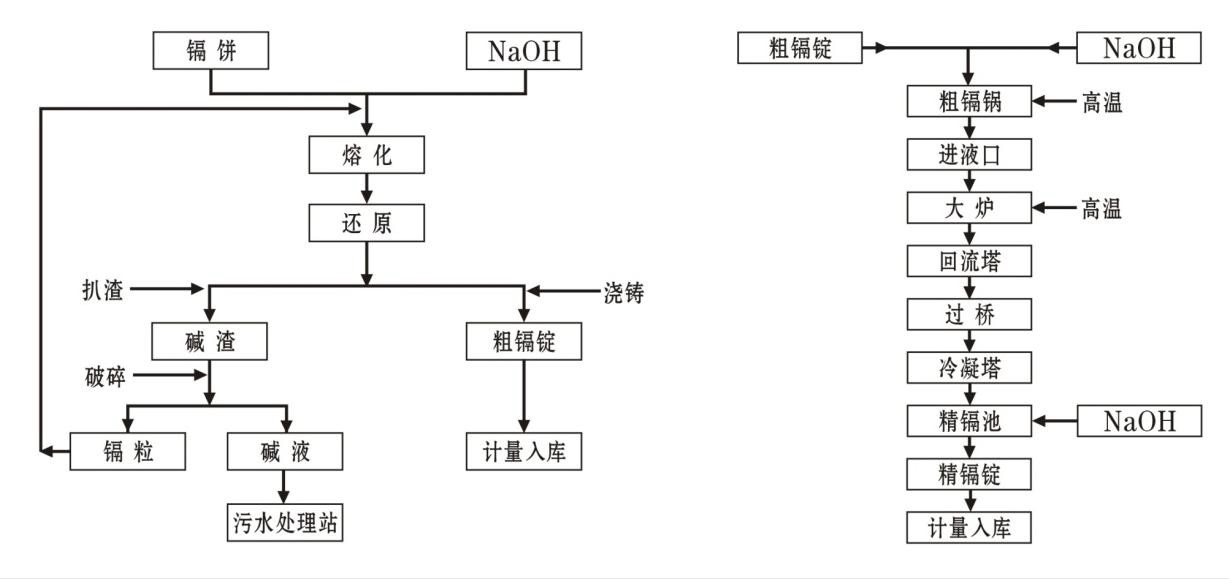 镉饼
NaOH
熔化
还原
扒渣
浇铸
碱渣
粗镉锭
破碎
镉粒
碱液
计量入库
污水处理站
粗镉锭
NaOH
粗镉锅
高温
进液口
大炉
高温
回流塔
过桥
冷凝塔
精镉池
NaOH
精镉锭
计量入库